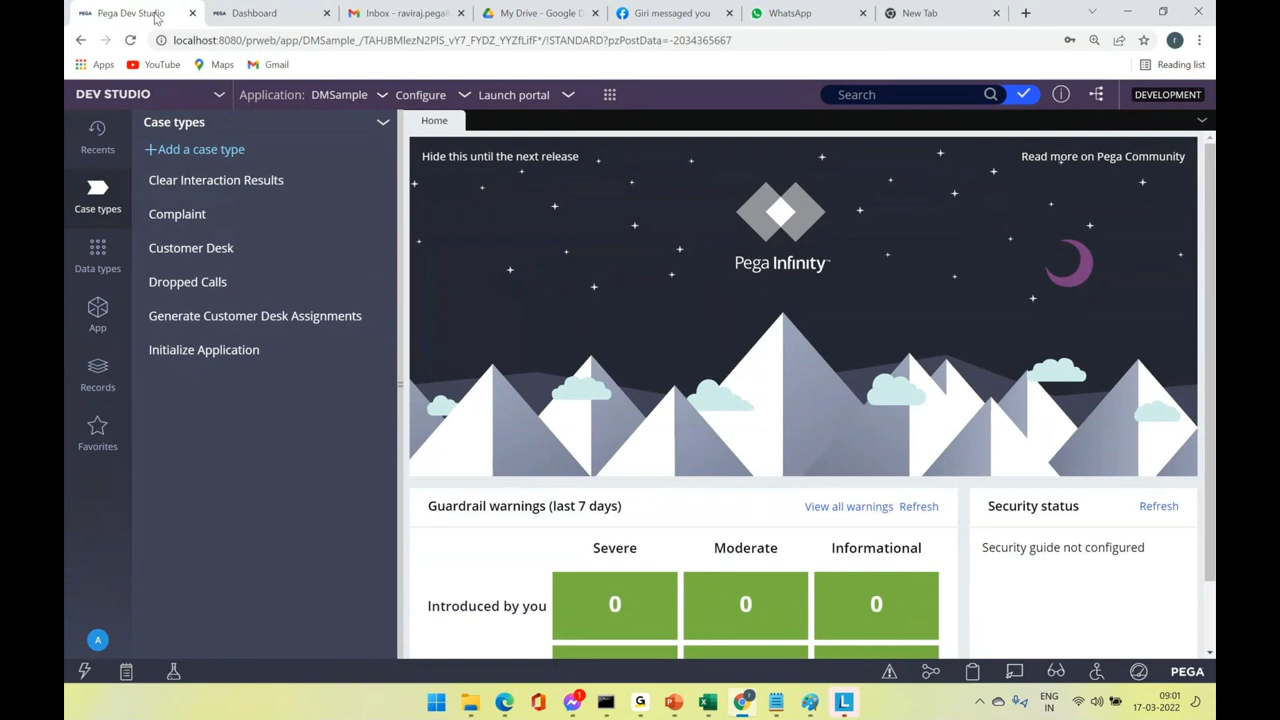 PEGA Pega Dev Studio
PEGA Dashboard
Inbox - raviraj.pega8
My Drive - Google D
Giri messaged you
WhatsApp
New Tab
localhost:8080/prweb/app/DMSample_/TAHJBMlezN2PlS_vY7_FYDZ_YYZfLifF*/!STANDARD?pzPostData=-2034365667
r
Apps
YouTube
Maps
Gmail
Reading list
DEV STUDIO
Application: DMSample
Configure
Launch portal
Search
DEVELOPMENT
Recents
Case types
Data types
App
Records
Favorites
A
Case types
+Add a case type
Clear Interaction Results
Complaint
Customer Desk
Dropped Calls
Generate Customer Desk Assignments
Initialize Application
Home
Hide this until the next release
Read more on Pega Community
Pega Infinity™
Guardrail warnings (last 7 days)
View all warnings Refresh
Severe Moderate Informational
Introduced by you 0 0 0
Security status
Refresh
Security guide not configured
PEGA
1
G
r
L
ENG
IN
09:01
17-03-2022